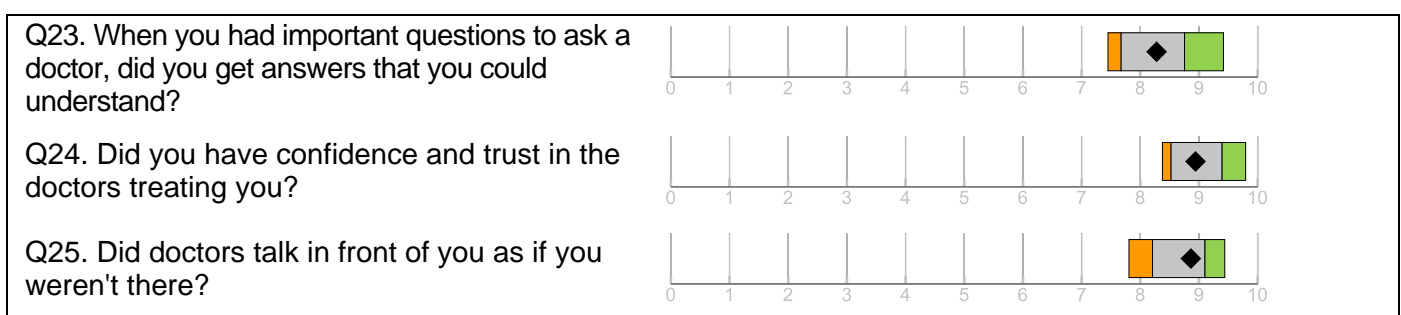 Q23. When you had important questions to ask a
doctor, did you get answers that you could
understand?
0 1 2 3 4 5 6 7 8 9 10
Q24. Did you have confidence and trust in the
doctors treating you?
0 1 2 3 4 5 6 7 8 9 10
Q25. Did doctors talk in front of you as if you
weren't there?
0 1 2 3 4 5 6 7 8 9 10